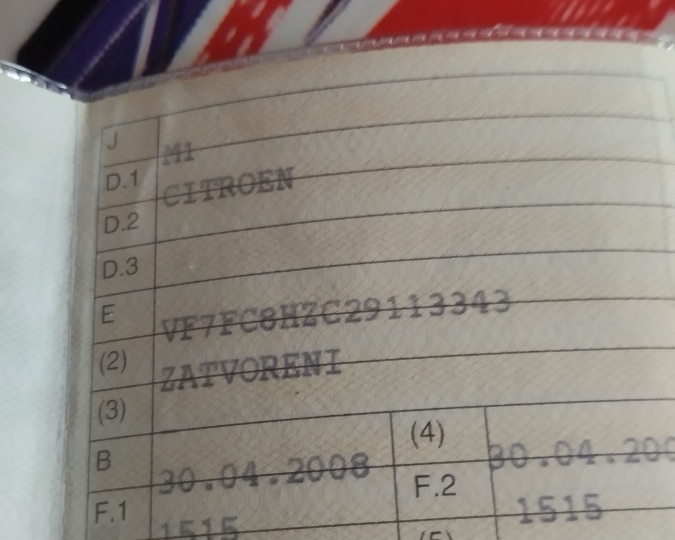 J M1
D.1 CITROEN
D.2
D.3
E VF7FC8HZC29113343
(2) ZATVORENI
(3)
B 30.04.2008 (4) 30.04.200
F.1 1515 F.2 1515
(5)